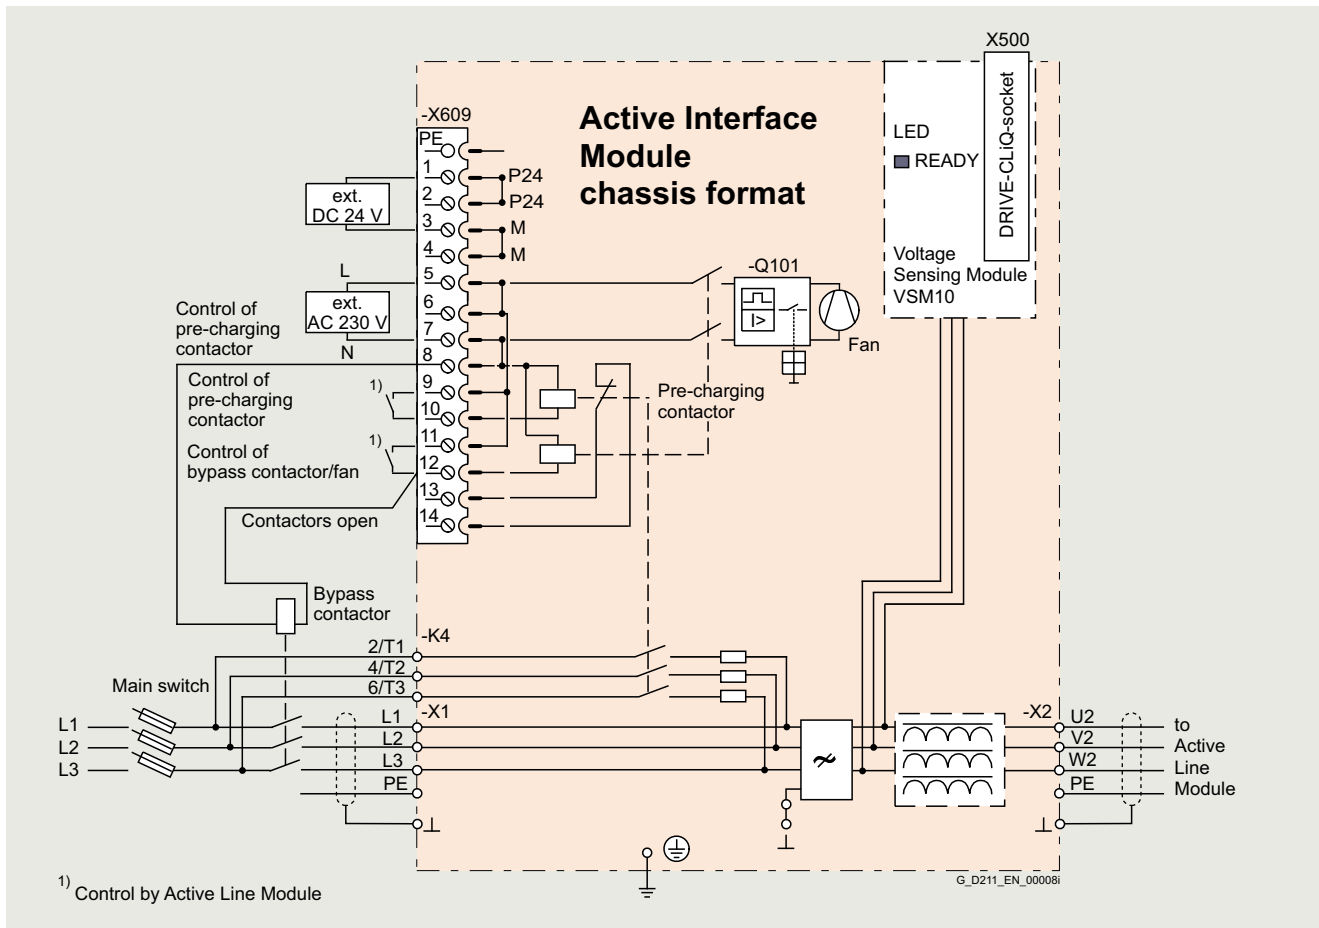 X500
DRIVE-CLiQ-socket
LED
READY
Voltage
Sensing Module
VSM10
Active Interface
Module
chassis format
-X609
PE
1
2
3
4
5
6
7
8
9
10
11
12
13
14
P24
P24
M
M
ext.
DC 24 V
L
ext.
AC 230 V
N
-Q101
I>
Fan
Control of
pre-charging
contactor
1)
Control of
pre-charging
contactor
1)
Control of
bypass contactor/fan
Contactors open
Pre-charging
contactor
Bypass
contactor
-K4
2/T1
4/T2
6/T3
Main switch
-X1
L1
L2
L3
L1
L2
L3
PE
-X2
U2
V2
W2
PE
to
Active
Line
Module
G_D211_EN_00008i
1) Control by Active Line Module